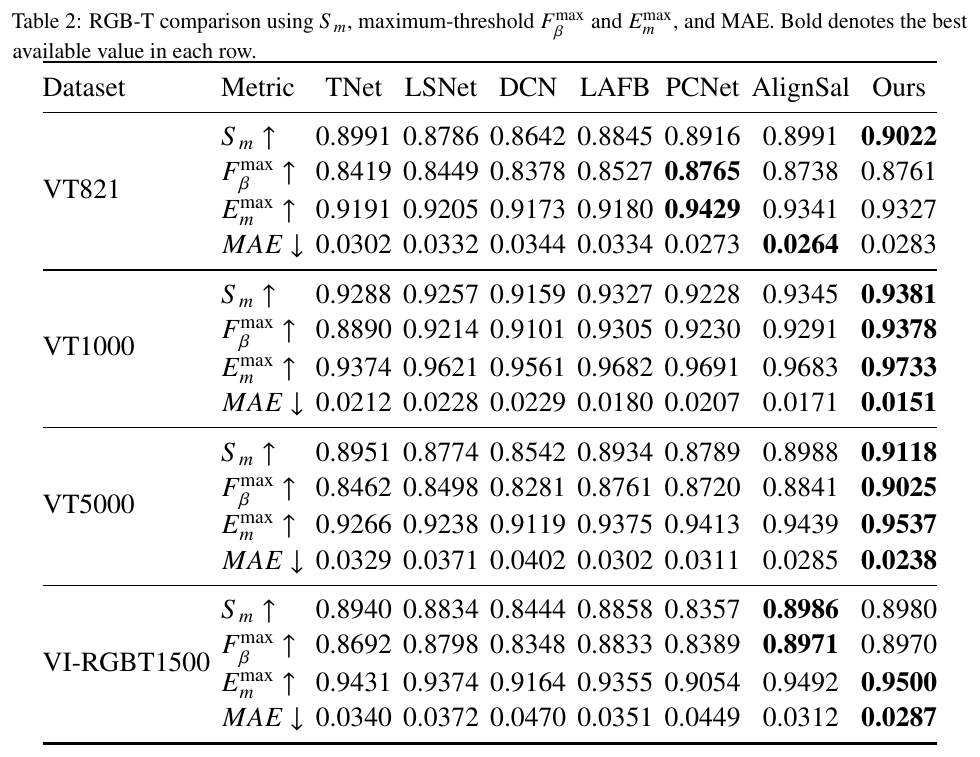 Table 2: RGB-T comparison using S_m, maximum-threshold F_β^max and E_m^max, and MAE. Bold denotes the best
available value in each row.
Dataset Metric TNet LSNet DCN LAFB PCNet AlignSal Ours
S_m ↑ 0.8991 0.8786 0.8642 0.8845 0.8916 0.8991 0.9022
F_β^max ↑ 0.8419 0.8449 0.8378 0.8527 0.8765 0.8738 0.8761
VT821
E_m^max ↑ 0.9191 0.9205 0.9173 0.9180 0.9429 0.9341 0.9327
MAE ↓ 0.0302 0.0332 0.0344 0.0334 0.0273 0.0264 0.0283
S_m ↑ 0.9288 0.9257 0.9159 0.9327 0.9228 0.9345 0.9381
F_β^max ↑ 0.8890 0.9214 0.9101 0.9305 0.9230 0.9291 0.9378
VT1000
E_m^max ↑ 0.9374 0.9621 0.9561 0.9682 0.9691 0.9683 0.9733
MAE ↓ 0.0212 0.0228 0.0229 0.0180 0.0207 0.0171 0.0151
S_m ↑ 0.8951 0.8774 0.8542 0.8934 0.8789 0.8988 0.9118
F_β^max ↑ 0.8462 0.8498 0.8281 0.8761 0.8720 0.8841 0.9025
VT5000
E_m^max ↑ 0.9266 0.9238 0.9119 0.9375 0.9413 0.9439 0.9537
MAE ↓ 0.0329 0.0371 0.0402 0.0302 0.0311 0.0285 0.0238
S_m ↑ 0.8940 0.8834 0.8444 0.8858 0.8357 0.8986 0.8980
F_β^max ↑ 0.8692 0.8798 0.8348 0.8833 0.8389 0.8971 0.8970
VI-RGBT1500
E_m^max ↑ 0.9431 0.9374 0.9164 0.9355 0.9054 0.9492 0.9500
MAE ↓ 0.0340 0.0372 0.0470 0.0351 0.0449 0.0312 0.0287